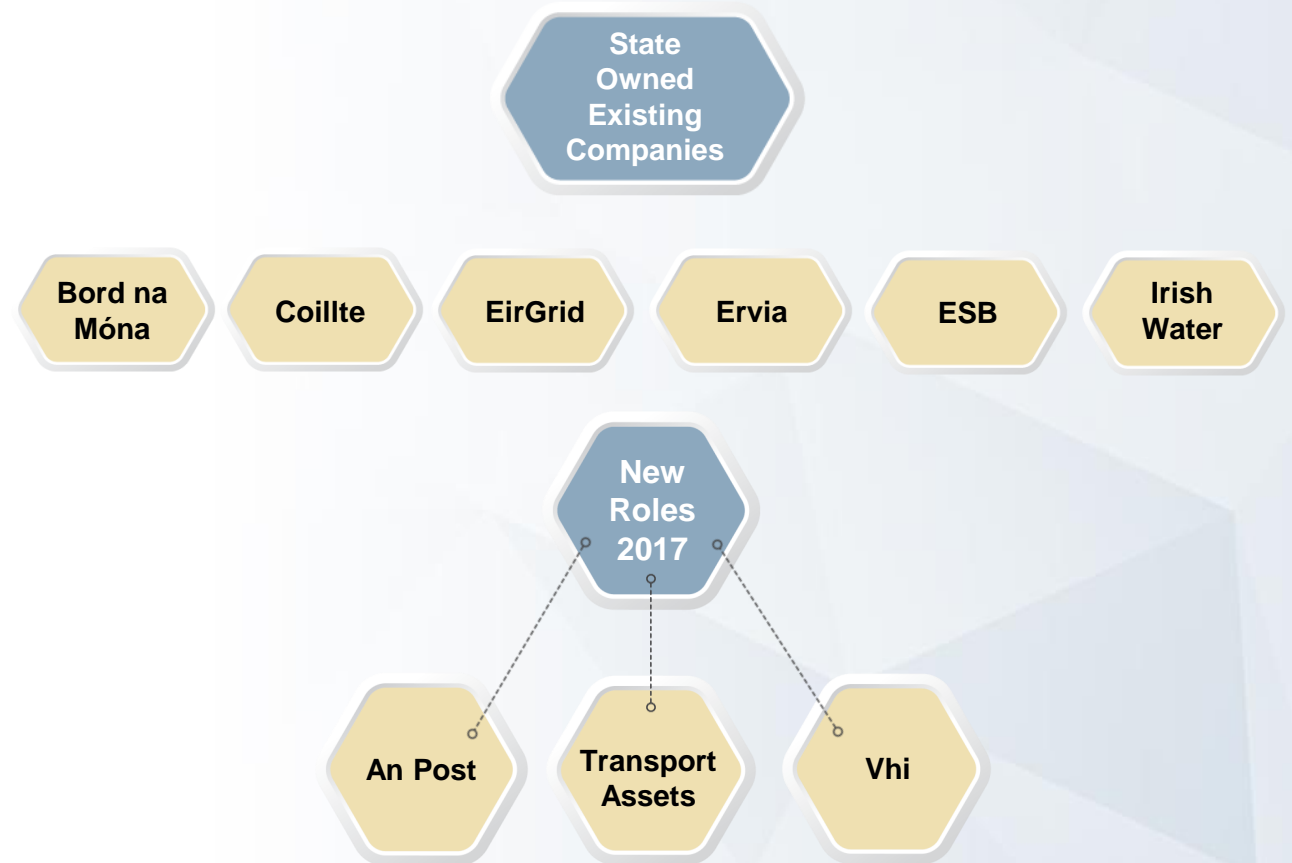 State
Owned
Existing
Companies
Bord na
Móna
Coillte
EirGrid
Ervia
ESB
Irish
Water
New
Roles
2017
An Post
Transport
Assets
Vhi